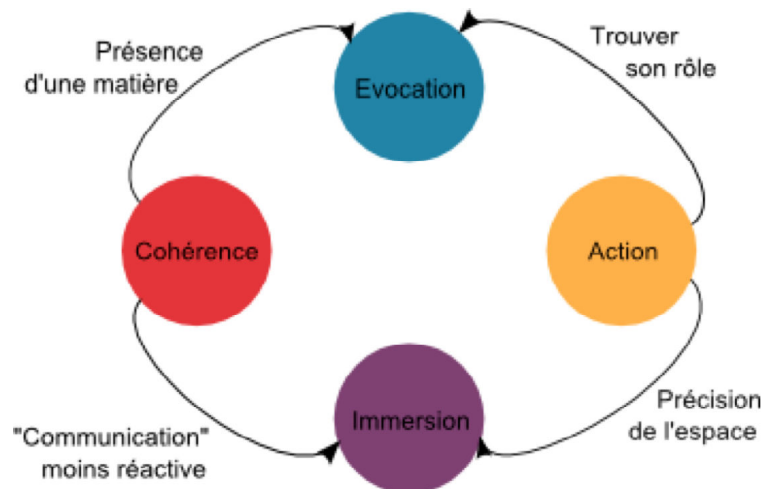 Présence
d'une matière
Evocation
Trouver
son rôle
Cohérence
Action
"Communication"
moins réactive
Immersion
Précision
de l'espace